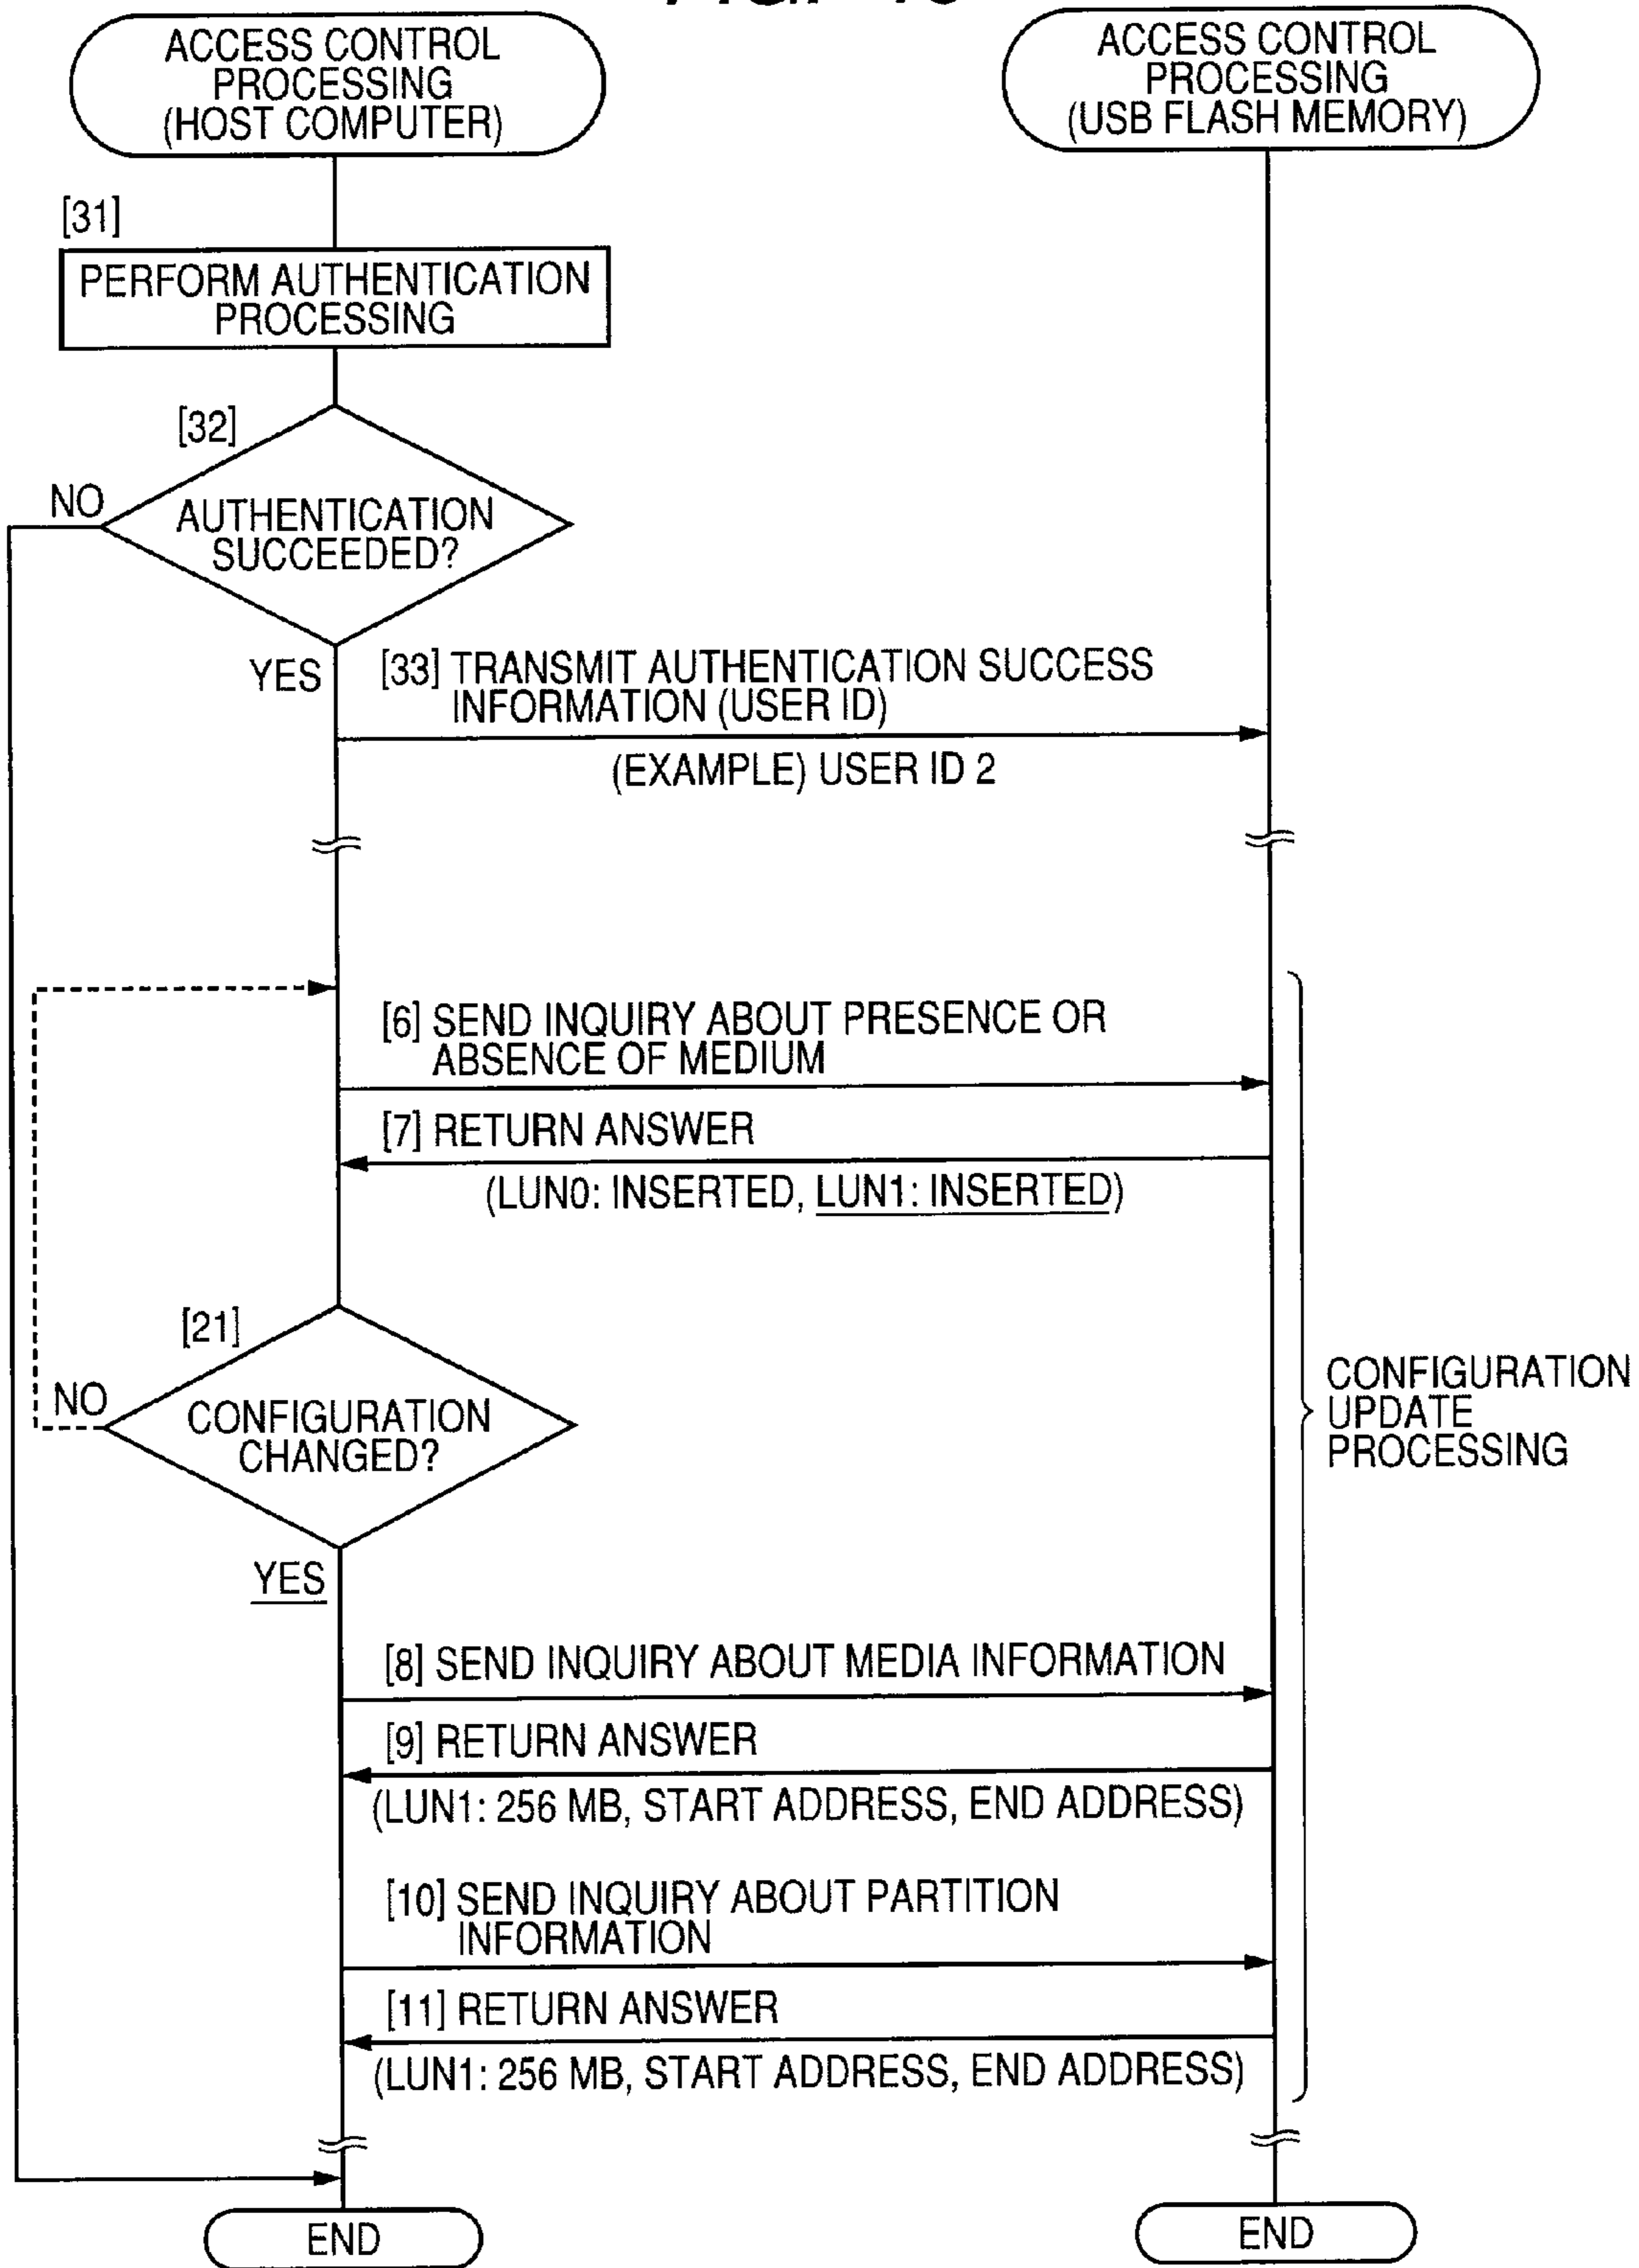 ACCESS CONTROL
PROCESSING
(HOST COMPUTER)
ACCESS CONTROL
PROCESSING
(USB FLASH MEMORY)
[31]
PERFORM AUTHENTICATION
PROCESSING
[32]
NO
AUTHENTICATION
SUCCEEDED?
YES
[33] TRANSMIT AUTHENTICATION SUCCESS
INFORMATION (USER ID)
(EXAMPLE) USER ID 2
[6] SEND INQUIRY ABOUT PRESENCE OR
ABSENCE OF MEDIUM
[7] RETURN ANSWER
(LUN0: INSERTED, LUN1: INSERTED)
[21]
NO
CONFIGURATION
CHANGED?
YES
CONFIGURATION
UPDATE
PROCESSING
[8] SEND INQUIRY ABOUT MEDIA INFORMATION
[9] RETURN ANSWER
(LUN1: 256 MB, START ADDRESS, END ADDRESS)
[10] SEND INQUIRY ABOUT PARTITION
INFORMATION
[11] RETURN ANSWER
(LUN1: 256 MB, START ADDRESS, END ADDRESS)
END
END